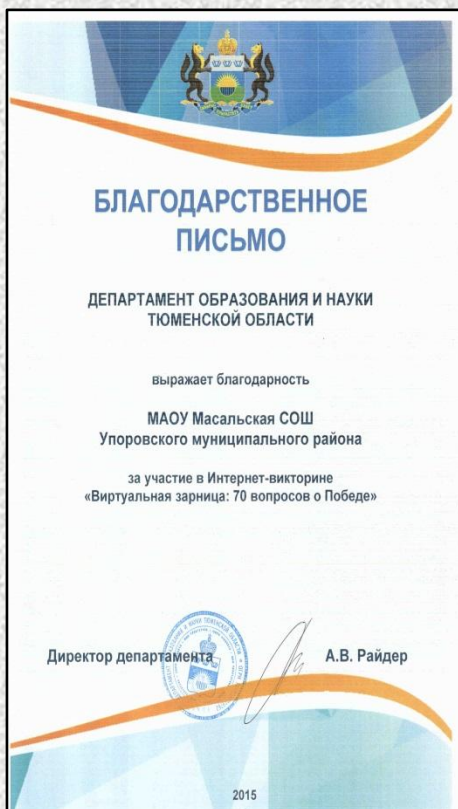 БЛАГОДАРСТВЕННОЕ
ПИСЬМО
ДЕПАРТАМЕНТ ОБРАЗОВАНИЯ И НАУКИ
ТЮМЕНСКОЙ ОБЛАСТИ
выражает благодарность
МАОУ Масальская СОШ
Упоровского муниципального района
за участие в Интернет-викторине
«Виртуальная зарница: 70 вопросов о Победе»
Директор департамента
А.В. Райдер
2015